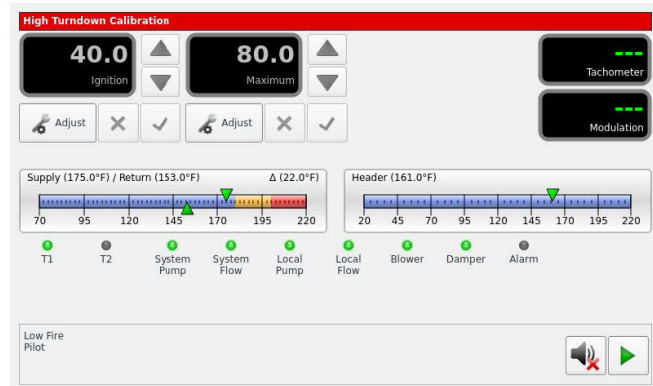 High Turndown Calibration
40.0
Ignition
80.0
Maximum
---
Tachometer
Adjust
Adjust
---
Modulation
Supply (175.0°F) / Return (153.0°F) Δ (22.0°F)
Header (161.0°F)
70 95 120 145 170 195 220
20 45 70 95 120 145 170 195 220
T1
T2
System
Pump
System
Flow
Local
Pump
Local
Flow
Blower
Damper
Alarm
Low Fire
Pilot